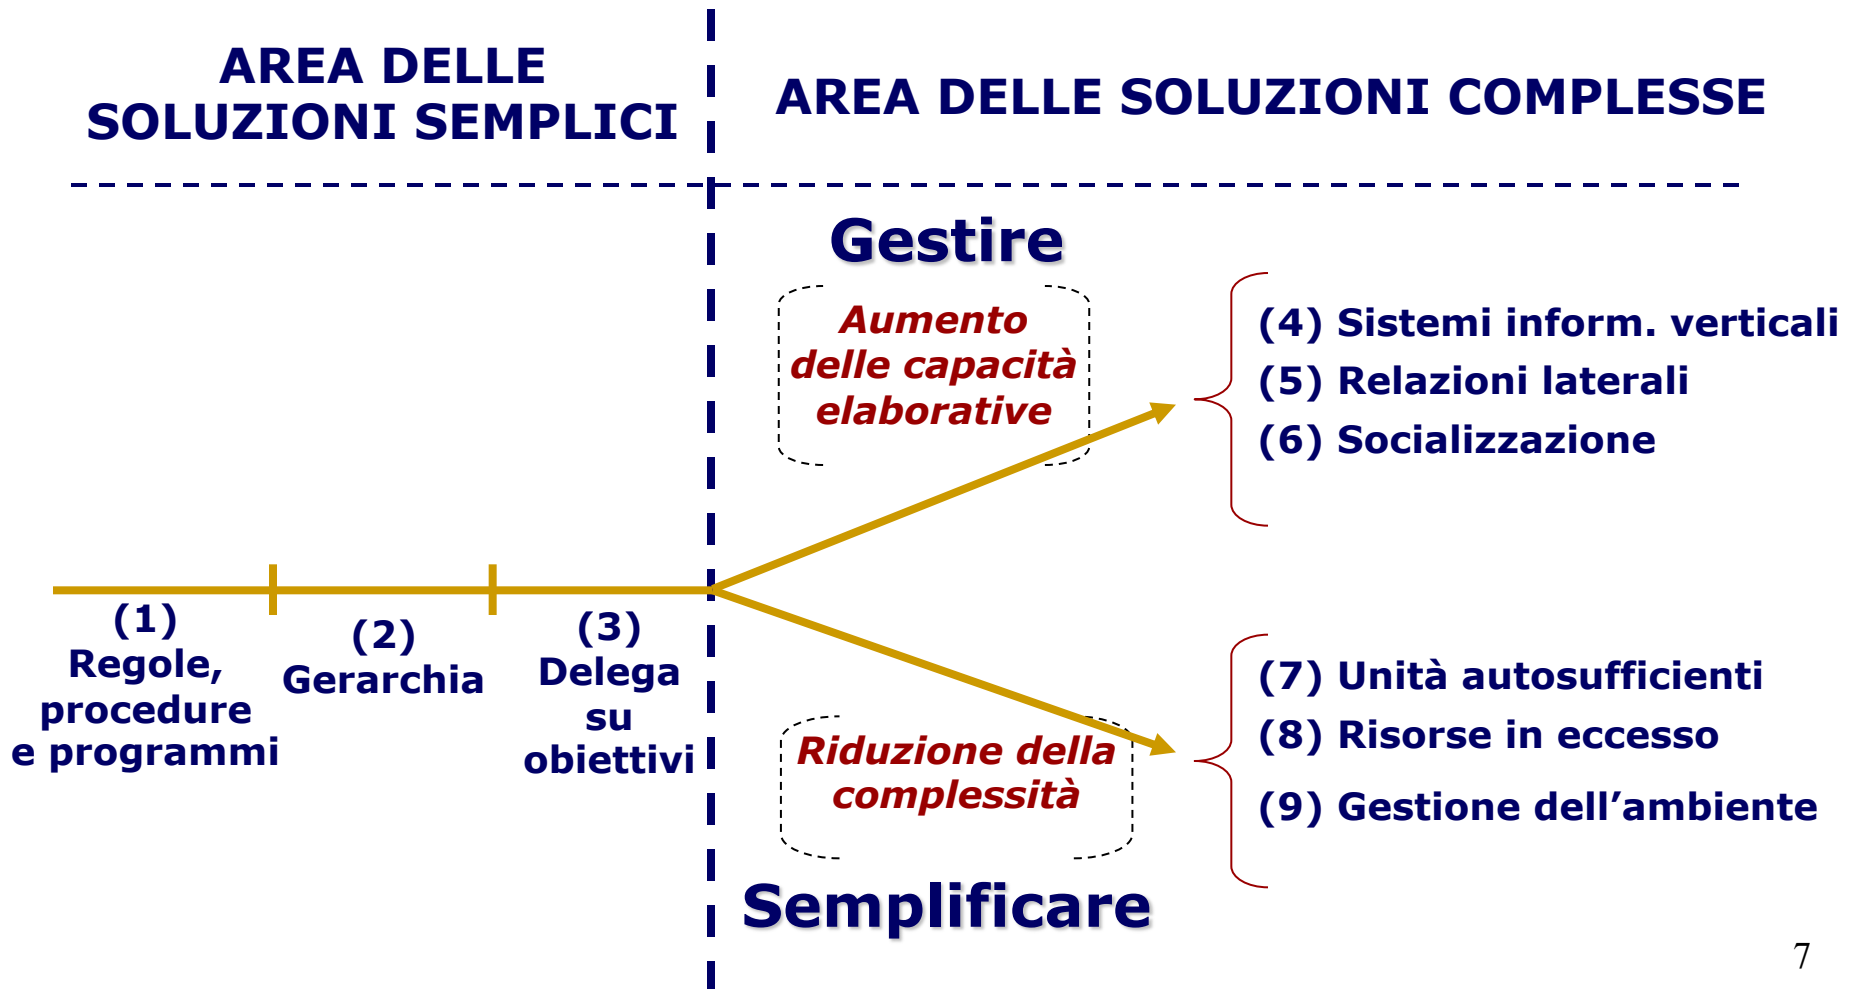 AREA DELLE
SOLUZIONI SEMPLICI
AREA DELLE SOLUZIONI COMPLESSE
Gestire
Aumento
delle capacità
elaborative
(4) Sistemi inform. verticali
(5) Relazioni laterali
(6) Socializzazione
(1)
Regole,
procedure
e programmi
(2)
Gerarchia
(3)
Delega
su
obiettivi
(7) Unità autosufficienti
(8) Risorse in eccesso
(9) Gestione dell’ambiente
Riduzione della
complessità
Semplificare
7